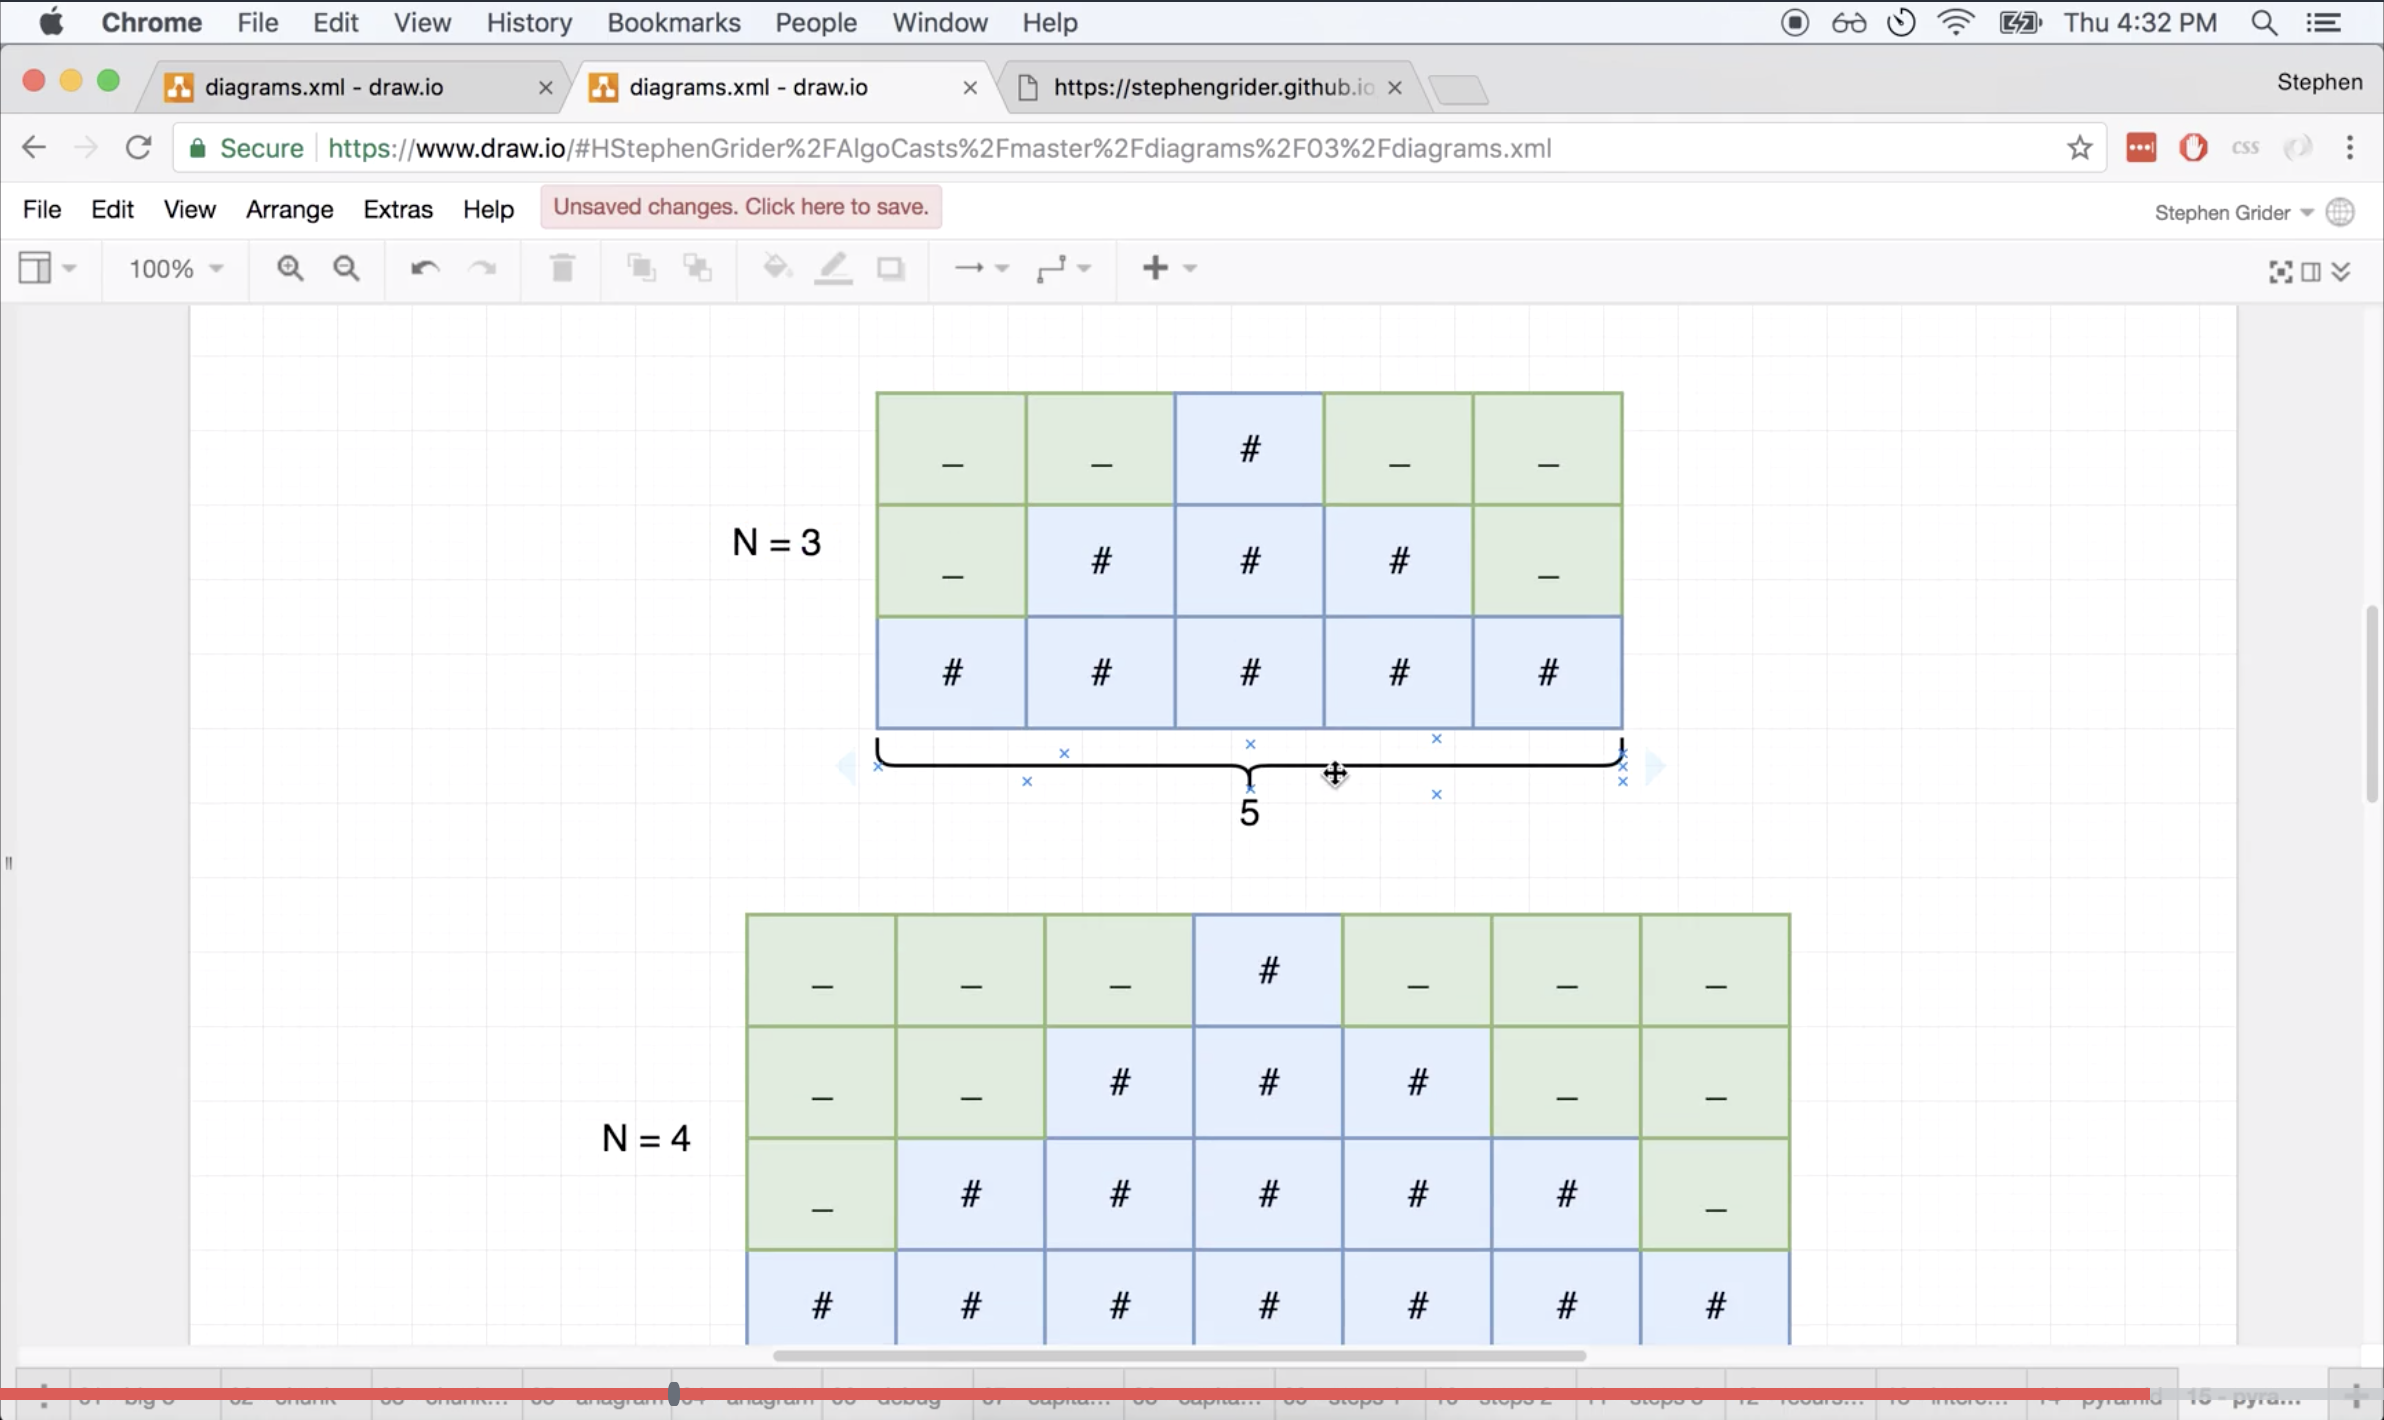 Chrome File Edit View History Bookmarks People Window Help Thu 4:32 PM
diagrams.xml - draw.io diagrams.xml - draw.io https://stephengrider.github.io Stephen
Secure https://www.draw.io/#HStephenGrider%2FAlgoCasts%2Fmaster%2Fdiagrams%2F03%2Fdiagrams.xml css
File Edit View Arrange Extras Help Unsaved changes. Click here to save. Stephen Grider
100%
_ _ # _ _
N = 3
_ # # # _
# # # # #
5
_ _ _ # _ _ _
_ _ # # # _ _
N = 4
_ # # # # # _
# # # # # # #
15 - pyra...